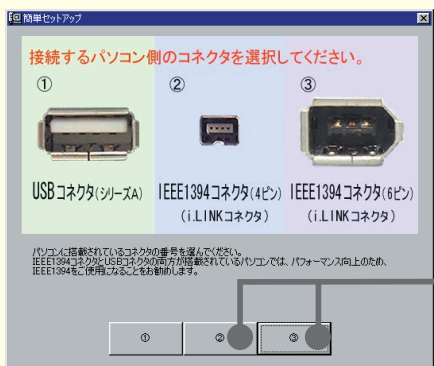 簡単セットアップ
接続するパソコン側のコネクタを選択してください。
① ② ③
USBコネクタ(シリーズA) IEEE1394コネクタ(4ピン) IEEE1394コネクタ(6ピン)
(i.LINKコネクタ) (i.LINKコネクタ)
パソコンに搭載されているコネクタの番号を選んでください。
IEEE1394コネクタとUSBコネクタの両方が搭載されているパソコンでは、パフォーマンス向上のため、
IEEE1394をご使用になることをお勧めします。
① ② ③